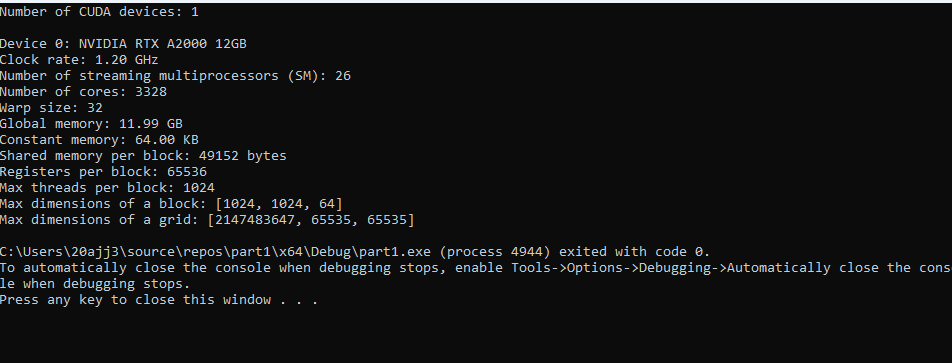 Number of CUDA devices: 1
Device 0: NVIDIA RTX A2000 12GB
Clock rate: 1.20 GHz
Number of streaming multiprocessors (SM): 26
Number of cores: 3328
Warp size: 32
Global memory: 11.99 GB
Constant memory: 64.00 KB
Shared memory per block: 49152 bytes
Registers per block: 65536
Max threads per block: 1024
Max dimensions of a block: [1024, 1024, 64]
Max dimensions of a grid: [2147483647, 65535, 65535]
C:\Users\20ajj3\source\repos\part1\x64\Debug\part1.exe (process 4944) exited with code 0.
To automatically close the console when debugging stops, enable Tools->Options->Debugging->Automatically close the conso
le when debugging stops.
Press any key to close this window . . .